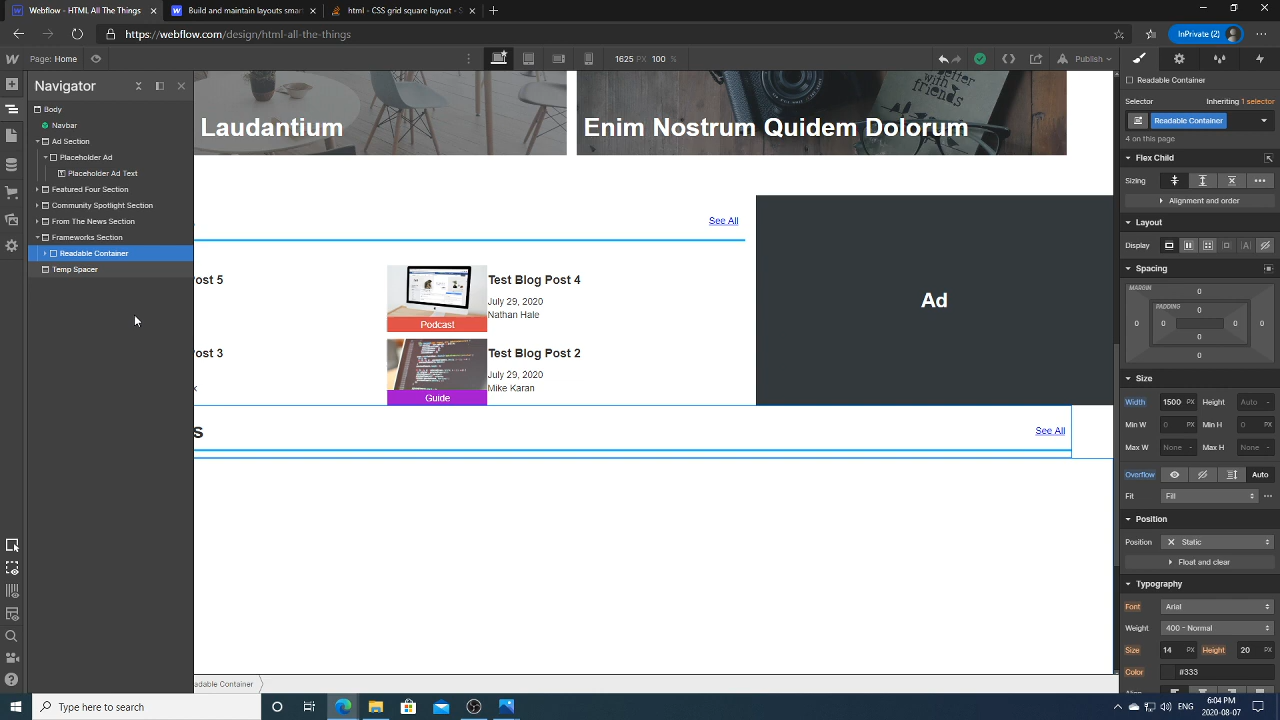 Webflow - HTML All The Things
Build and maintain layouts smar
html - CSS grid square layout - S
https://webflow.com/design/html-all-the-things
InPrivate (2)
Page: Home
1625 PX 100 %
Publish
Navigator
Body
Navbar
Ad Section
Placeholder Ad
Placeholder Ad Text
Featured Four Section
Community Spotlight Section
From The News Section
Frameworks Section
Readable Container
Temp Spacer
Laudantium
Enim Nostrum Quidem Dolorum
See All
ost 5
Podcast
Test Blog Post 4
July 29, 2020
Nathan Hale
ost 3
Guide
Test Blog Post 2
July 29, 2020
Mike Karan
Ad
s
See All
adable Container
Readable Container
Selector
Inheriting 1 selector
Readable Container
4 on this page
Flex Child
Sizing
Alignment and order
Layout
Display
Spacing
MARGIN
0
PADDING
0
0 0 0 0
0
0
Size
Width 1500 PX Height Auto -
Min W 0 PX Min H 0 PX
Max W None - Max H None -
Overflow Auto
Fit Fill
Position
Position Static
Float and clear
Typography
Font Arial
Weight 400 - Normal
Size 14 PX Height 20 PX
Color #333
Type here to search
ENG
6:04 PM
2020-08-07